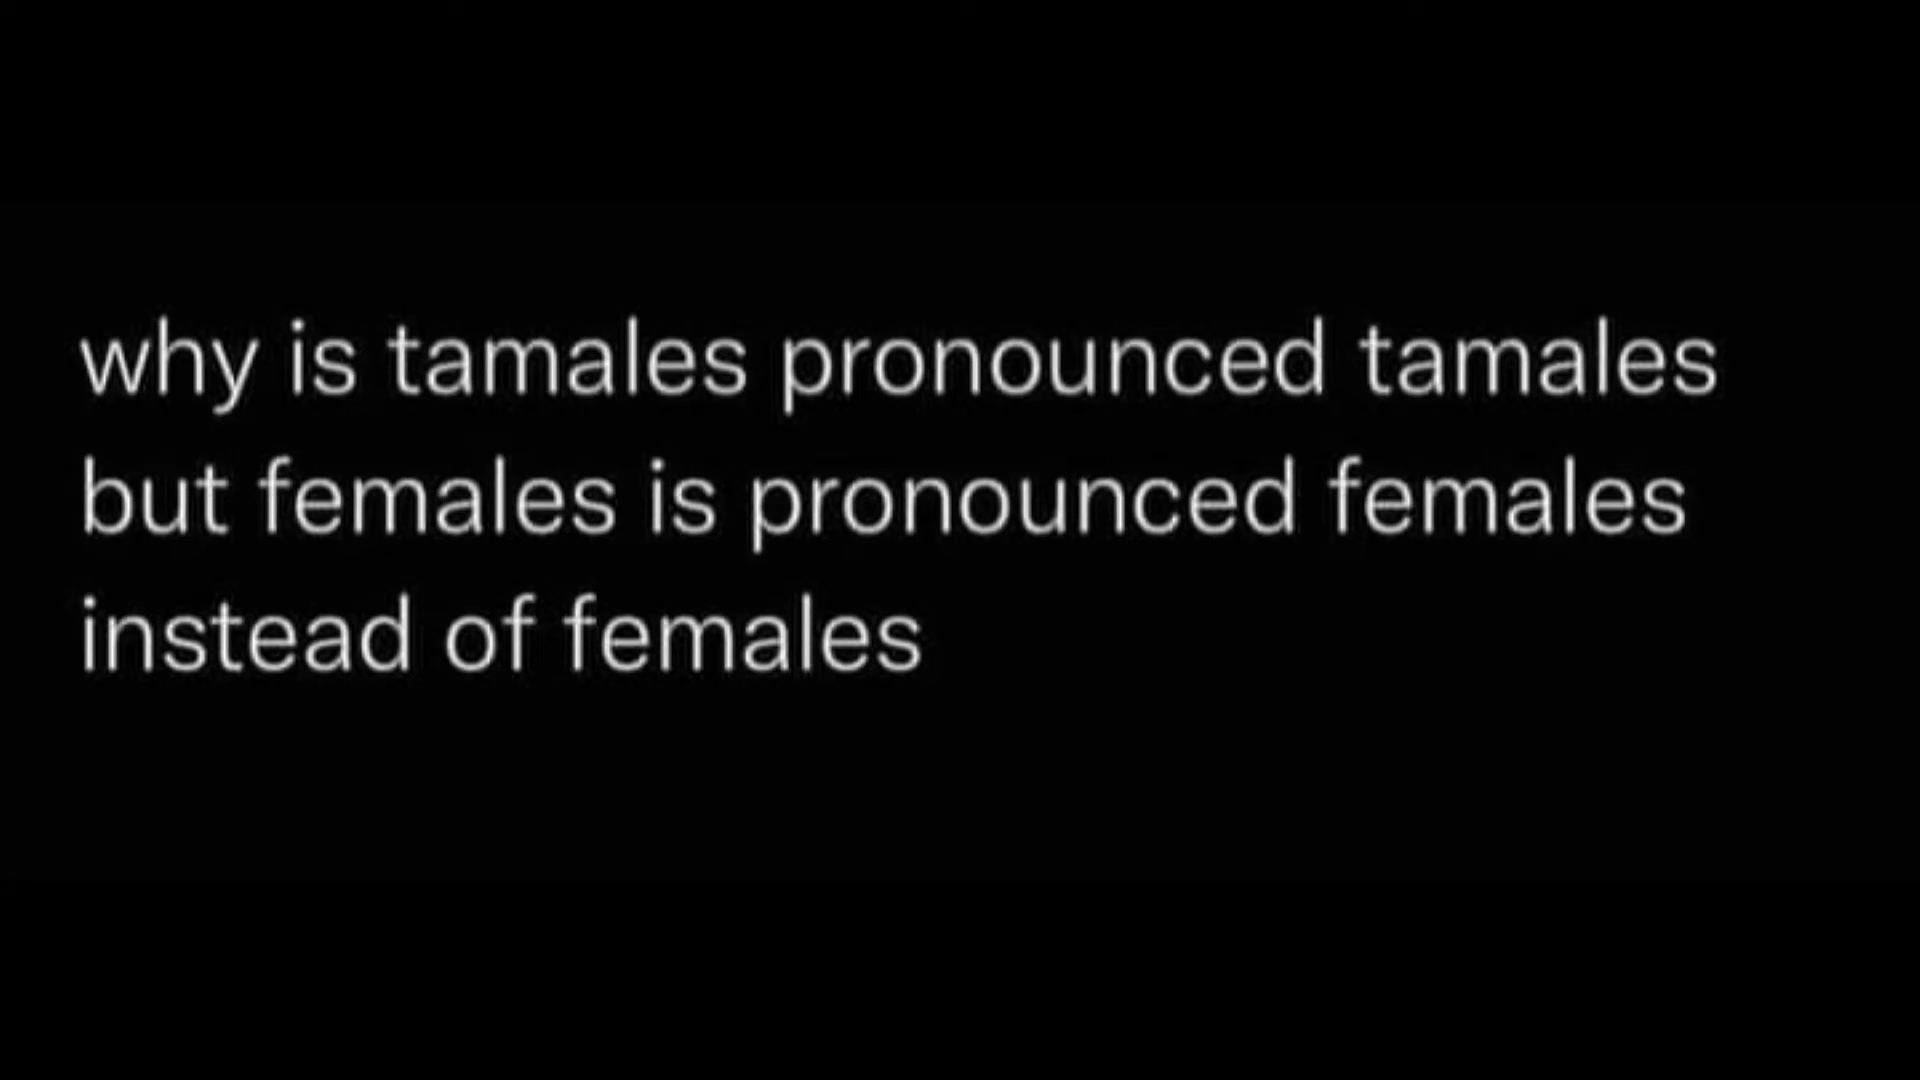 why is tamales pronounced tamales
but females is pronounced females
instead of females